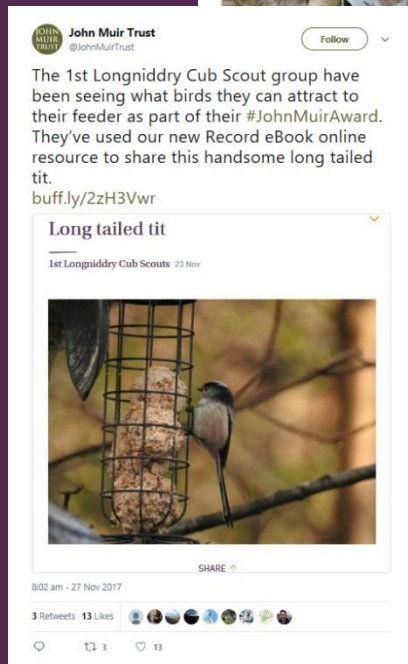 JOHN
MUIR
TRUST
John Muir Trust
@JohnMuirTrust
Follow
The 1st Longniddry Cub Scout group have
been seeing what birds they can attract to
their feeder as part of their #JohnMuirAward.
They've used our new Record eBook online
resource to share this handsome long tailed
tit.
buff.ly/2zH3Vwr
Long tailed tit
1st Longniddry Cub Scouts 23 Nov
SHARE
8:02 am - 27 Nov 2017
3 Retweets 13 Likes
3 13